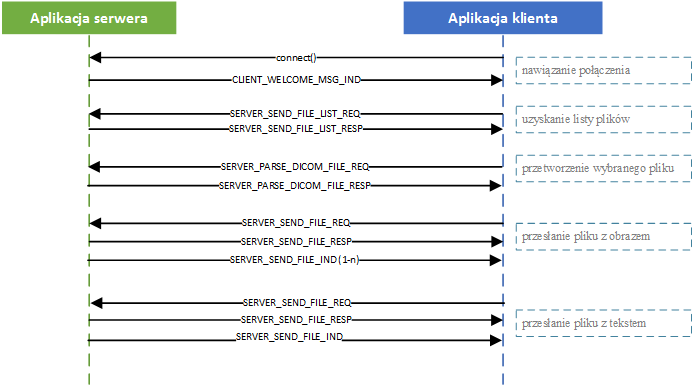 Aplikacja serwera
Aplikacja klienta
connect()
CLIENT_WELCOME_MSG_IND
nawiązanie połączenia
SERVER_SEND_FILE_LIST_REQ
SERVER_SEND_FILE_LIST_RESP
uzyskanie listy plików
SERVER_PARSE_DICOM_FILE_REQ
SERVER_PARSE_DICOM_FILE_RESP
przetworzenie wybranego pliku
SERVER_SEND_FILE_REQ
SERVER_SEND_FILE_RESP
SERVER_SEND_FILE_IND (1-n)
przesłanie pliku z obrazem
SERVER_SEND_FILE_REQ
SERVER_SEND_FILE_RESP
SERVER_SEND_FILE_IND
przesłanie pliku z tekstem